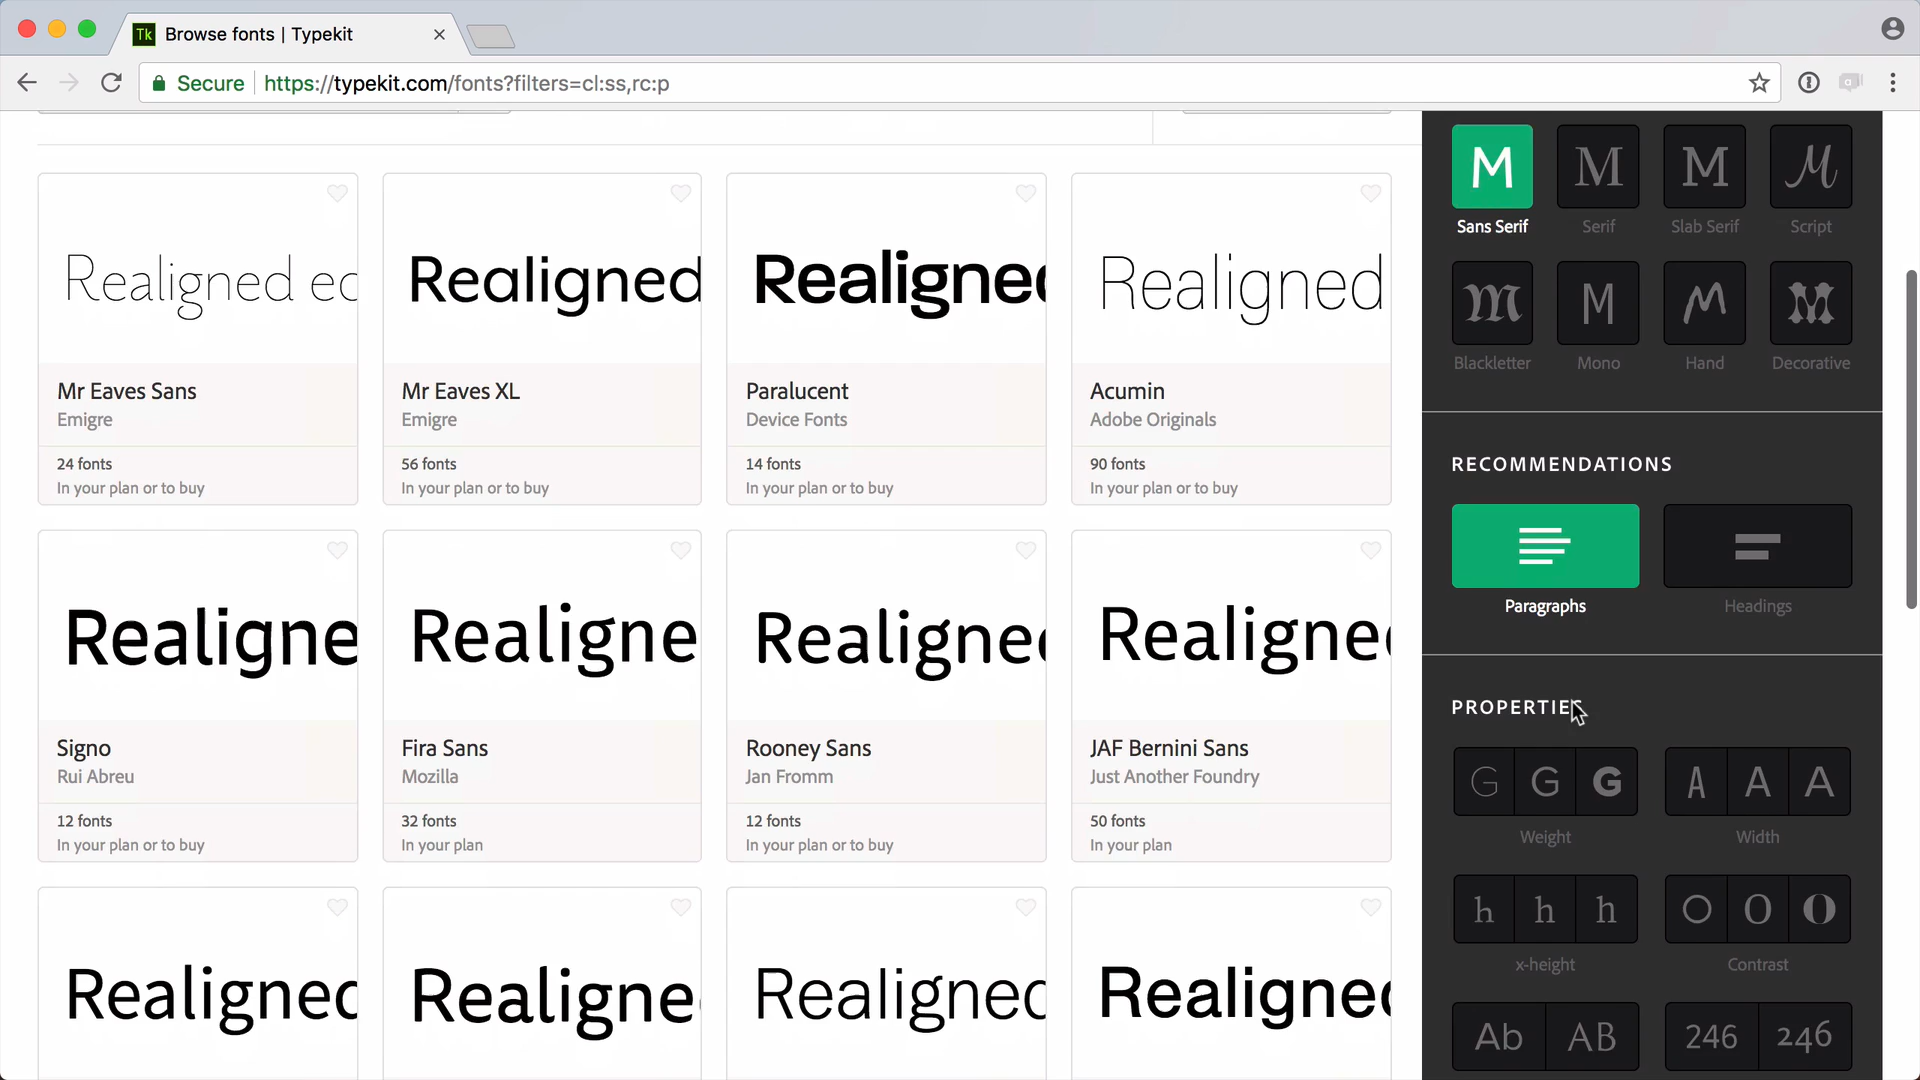 Tk Browse fonts | Typekit
Secure https://typekit.com/fonts?filters=cl:ss,rc:p
M M M M
Sans Serif Serif Slab Serif Script
M M M M
Blackletter Mono Hand Decorative
Realigned ec Realigned Realigned Realigned
Mr Eaves Sans Mr Eaves XL Paralucent Acumin
Emigre Emigre Device Fonts Adobe Originals
24 fonts 56 fonts 14 fonts 90 fonts
In your plan or to buy In your plan or to buy In your plan or to buy In your plan or to buy
RECOMMENDATIONS
Paragraphs Headings
Realigne Realigne Realigned Realigned
Signo Fira Sans Rooney Sans JAF Bernini Sans
Rui Abreu Mozilla Jan Fromm Just Another Foundry
12 fonts 32 fonts 12 fonts 50 fonts
In your plan or to buy In your plan In your plan or to buy In your plan
PROPERTIES
G G G A A A
Weight Width
h h h O O O
x-height Contrast
Ab AB 246 246
Realigned Realigne Realigned Realigned